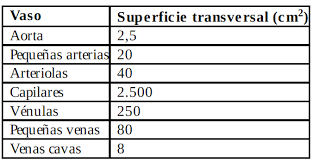 Vaso Superficie transversal (cm2)
Aorta 2,5
Pequeñas arterias 20
Arteriolas 40
Capilares 2.500
Vénulas 250
Pequeñas venas 80
Venas cavas 8